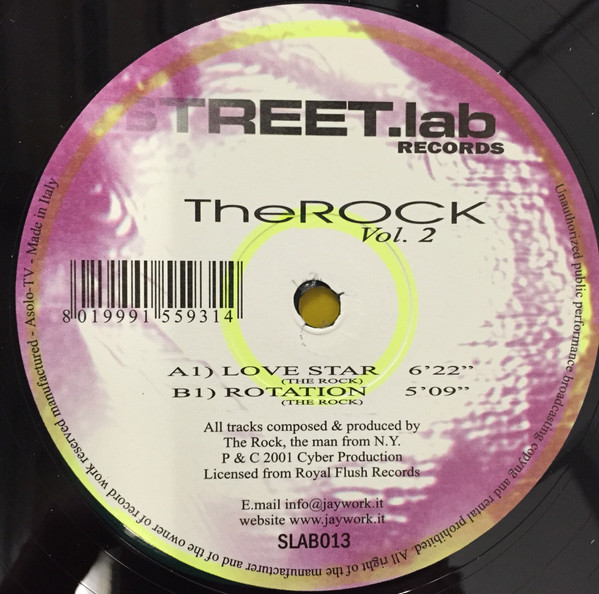 STREET.lab
RECORDS
TheROCK
Vol. 2
8 019991 559314
A1) LOVE STAR 6'22"
(THE ROCK)
B1) ROTATION 5'09"
(THE ROCK)
All tracks composed & produced by
The Rock, the man from N.Y.
P & C 2001 Cyber Production
Licensed from Royal Flush Records
E.mail info@jaywork.it
website www.jaywork.it
SLAB013
Unauthorized public performance broadcasting copyng and rental prohibited. All right of the manufacturer and of the owner of record work reserved manufactured - Asolo-TV - Made in Italy